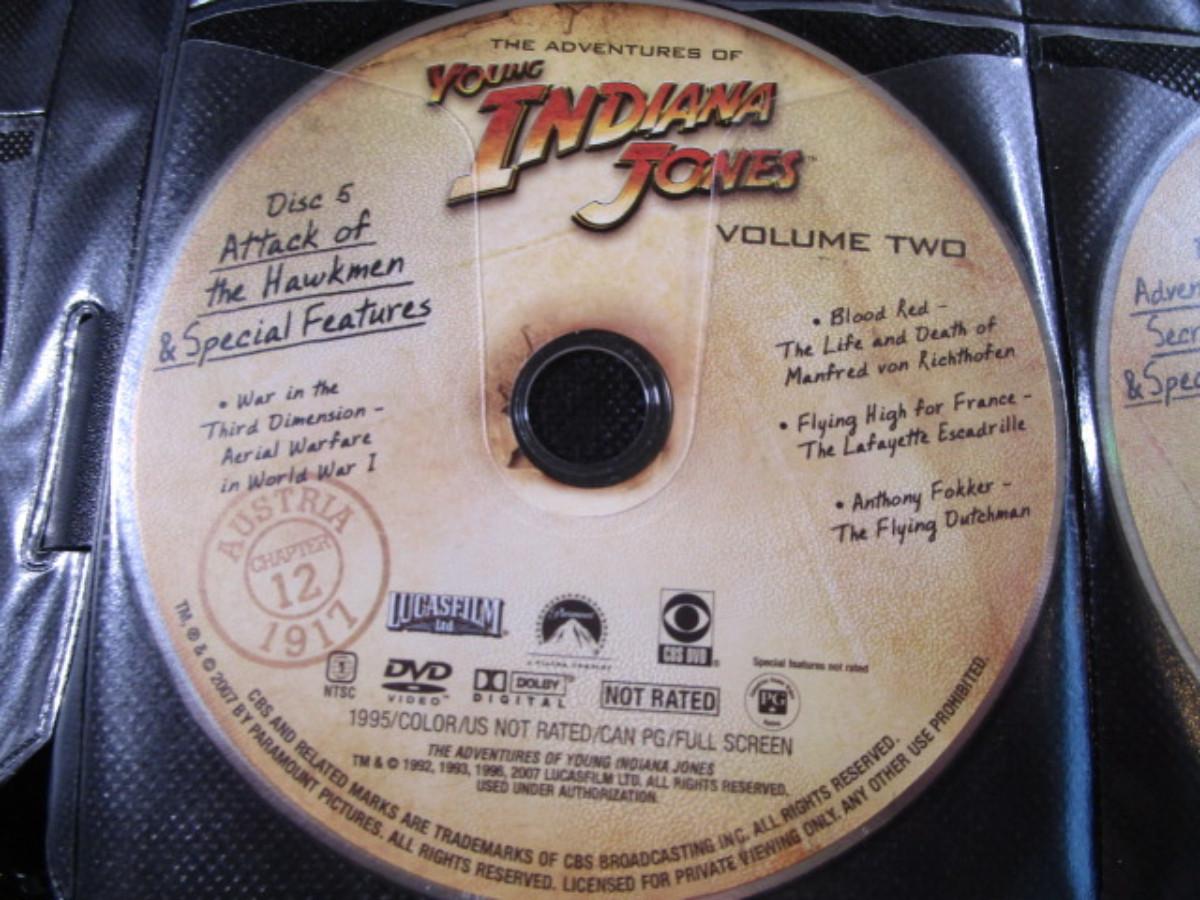 THE ADVENTURES OF
YOUNG
INDIANA
JONES™
VOLUME TWO
Disc 5
Attack of
the Hawkmen
& Special Features
• War in the
Third Dimension -
Aerial Warfare
in World War I
• Blood Red -
The Life and Death of
Manfred von Richthofen
• Flying High for France -
The Lafayette Escadrille
• Anthony Fokker -
The Flying Dutchman
AUSTRIA
CHAPTER
12
1917
LUCASFILM
Ltd
Paramount
CBS DVD
Special features not rated
1
NTSC
DVD
VIDEO™
DOLBY
DIGITAL
NOT RATED
PG
1995/COLOR/US NOT RATED/CAN PG/FULL SCREEN
THE ADVENTURES OF YOUNG INDIANA JONES
TM & © 1992, 1993, 1996, 2007 LUCASFILM LTD. ALL RIGHTS RESERVED.
USED UNDER AUTHORIZATION.
CBS AND RELATED MARKS ARE TRADEMARKS OF CBS BROADCASTING INC. ALL RIGHTS RESERVED.
TM, ® & © 2007 BY PARAMOUNT PICTURES. ALL RIGHTS RESERVED. LICENSED FOR PRIVATE VIEWING ONLY. ANY OTHER USE PROHIBITED.
Adven
Secr
& Spec